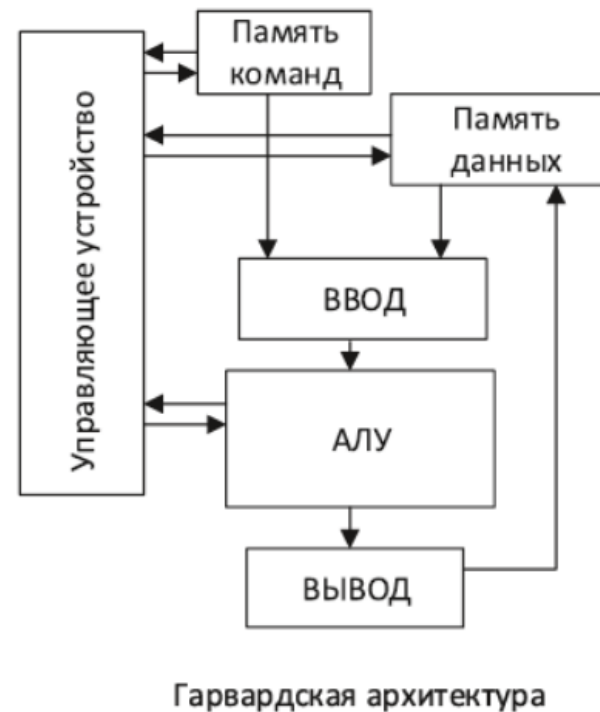 Память
команд
Память
данных
Управляющее устройство
ВВОД
АЛУ
ВЫВОД
Гарвардская архитектура